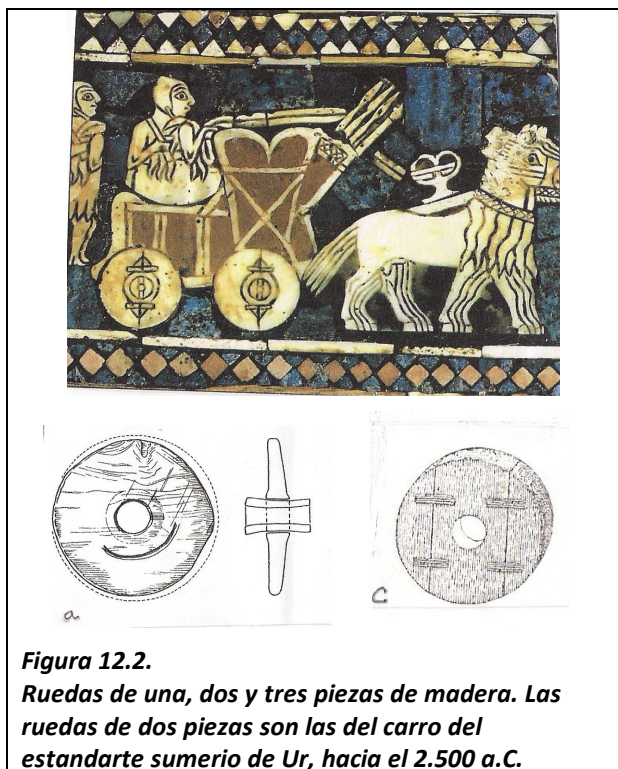 a
C
Figura 12.2.
Ruedas de una, dos y tres piezas de madera. Las
ruedas de dos piezas son las del carro del
estandarte sumerio de Ur, hacia el 2.500 a.C.